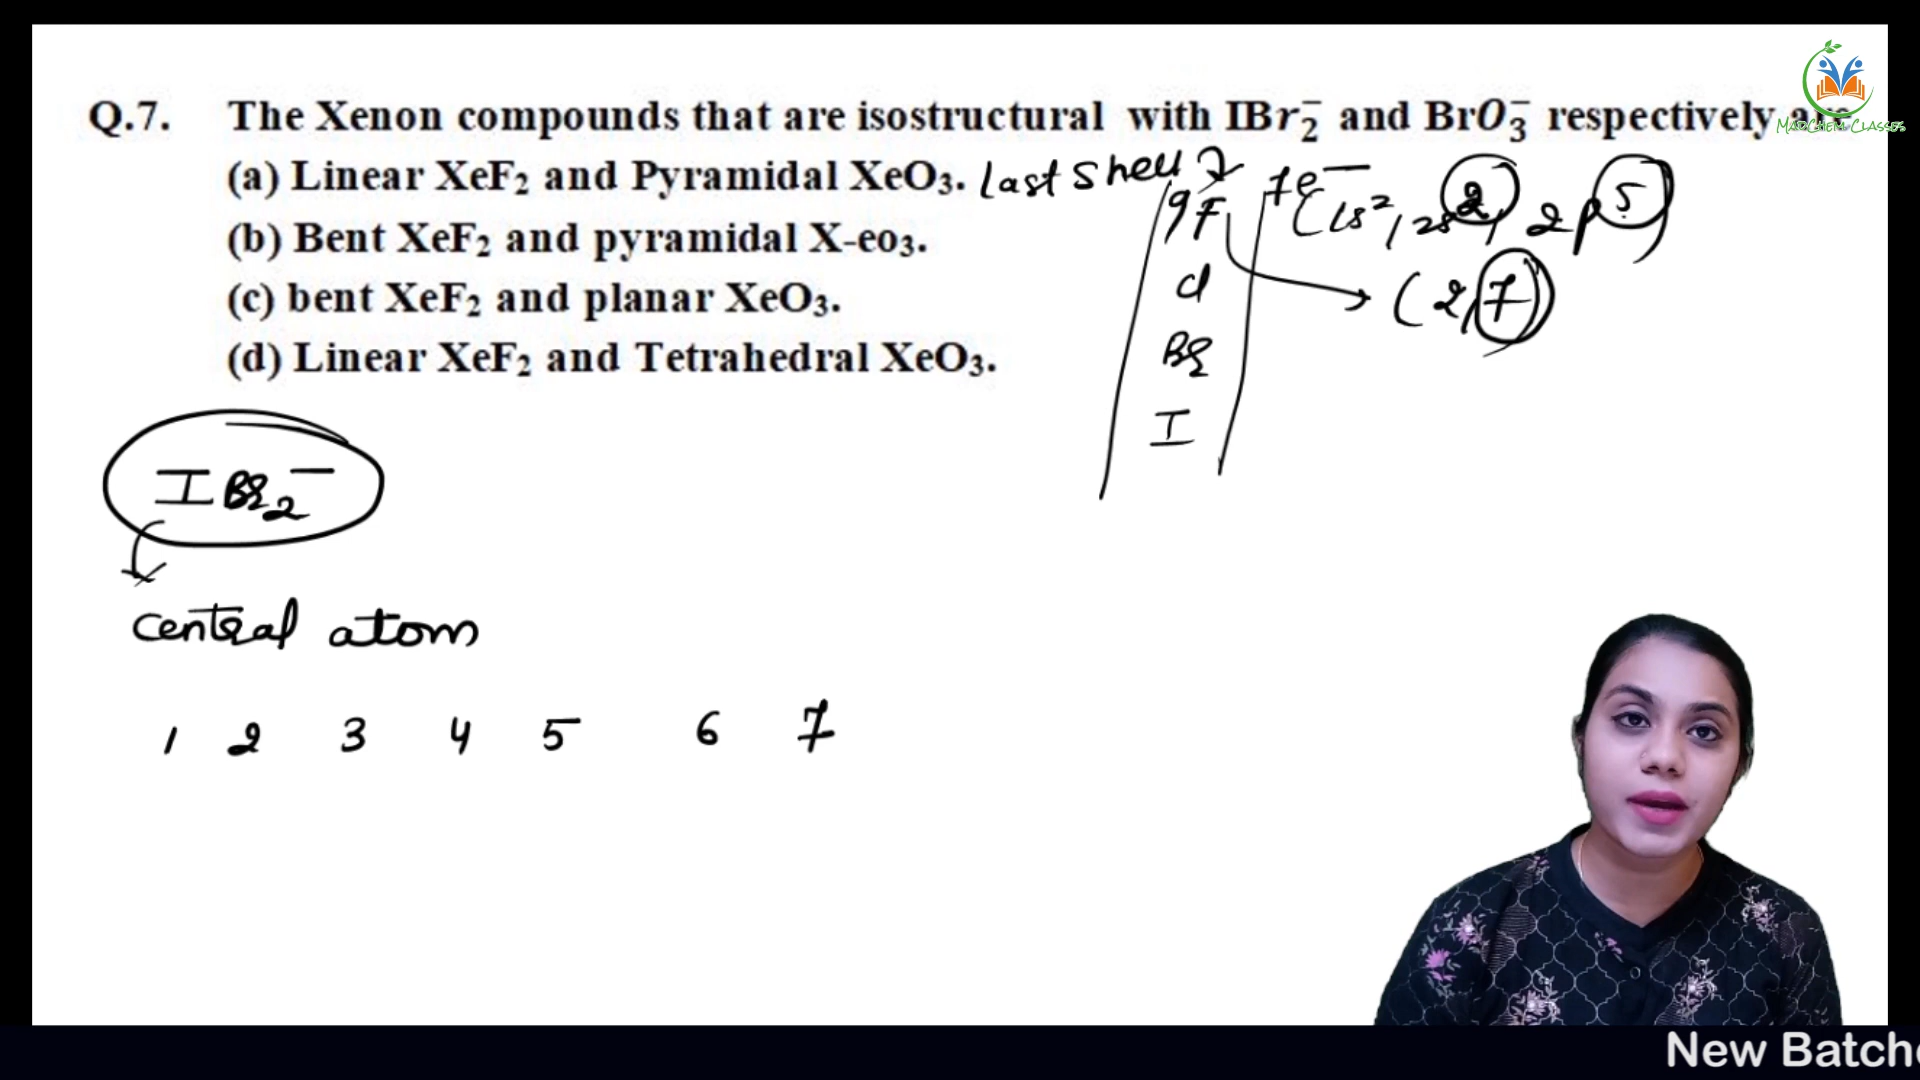 Q.7. The Xenon compounds that are isostructural with IBr₂⁻ and BrO₃⁻ respectively are
(a) Linear XeF₂ and Pyramidal XeO₃.
(b) Bent XeF₂ and pyramidal X-eo₃.
(c) bent XeF₂ and planar XeO₃.
(d) Linear XeF₂ and Tetrahedral XeO₃.
last shell 7e⁻
9F (1s², 2s², 2p⁵)
(2,7)
Cl
Br
I
IBr₂⁻
central atom
1 2 3 4 5 6 7
MadChem Classes
New Batch